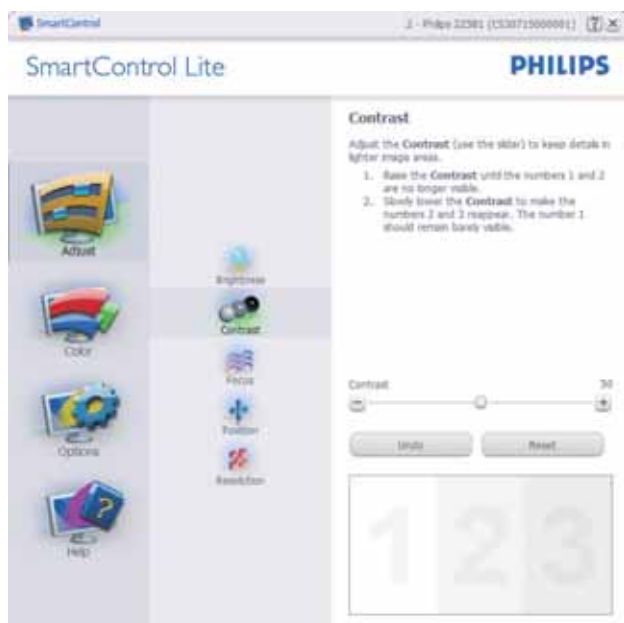 SmartControl
SmartControl Lite
PHILIPS
Adjust
Color
Options
Help
Brightness
Contrast
Focus
Position
Resolution
Contrast
Adjust the Contrast (use the slider) to keep details in
lighter image areas.
1. Raise the Contrast until the numbers 1 and 2
are no longer visible.
2. Slowly lower the Contrast to make the
numbers 2 and 3 reappear. The number 1
should remain barely visible.
Contrast
Undo
Reset
1 2 3